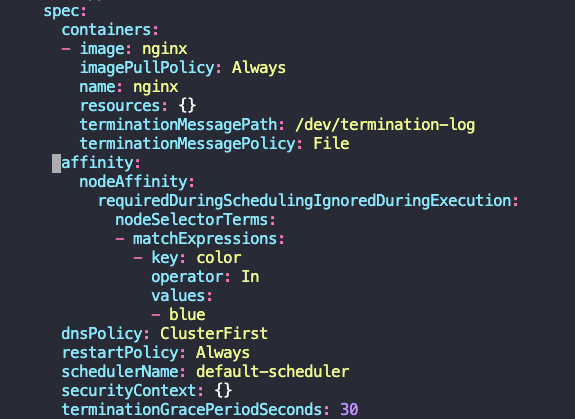 spec:
  containers:
  - image: nginx
    imagePullPolicy: Always
    name: nginx
    resources: {}
    terminationMessagePath: /dev/termination-log
    terminationMessagePolicy: File
  affinity:
    nodeAffinity:
      requiredDuringSchedulingIgnoredDuringExecution:
        nodeSelectorTerms:
        - matchExpressions:
          - key: color
            operator: In
            values:
            - blue
  dnsPolicy: ClusterFirst
  restartPolicy: Always
  schedulerName: default-scheduler
  securityContext: {}
  terminationGracePeriodSeconds: 30